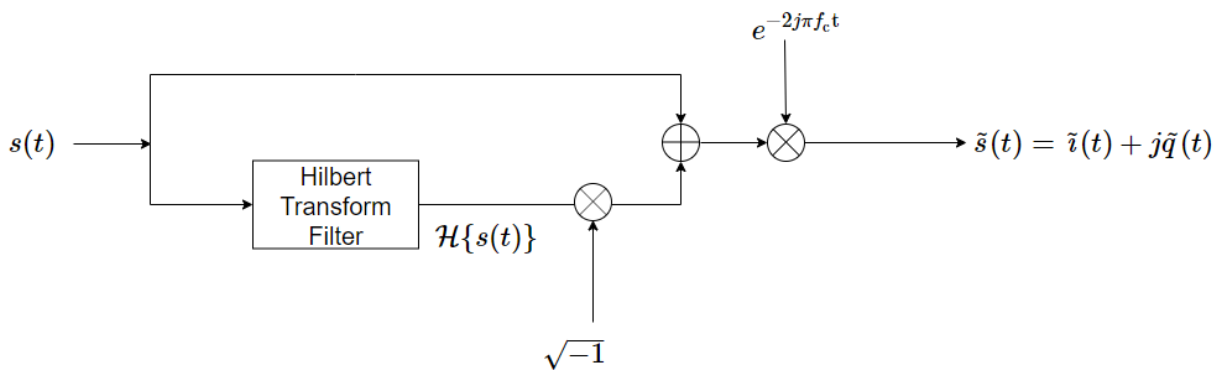 e^{-2jπf_c t}
s(t)
s̃(t) = ĩ(t) + jq̃(t)
Hilbert
Transform
Filter
ℋ{s(t)}
√−1